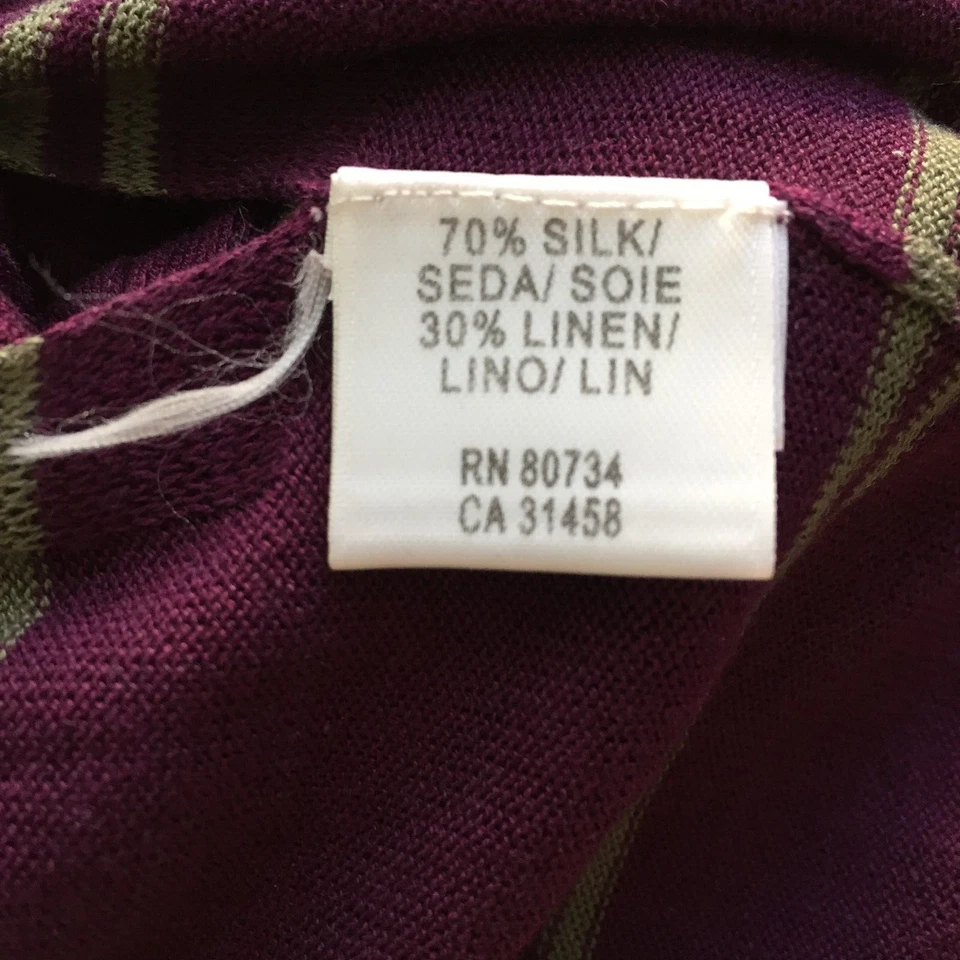 70% SILK/
SEDA/ SOIE
30% LINEN/
LINO/ LIN
RN 80734
CA 31458